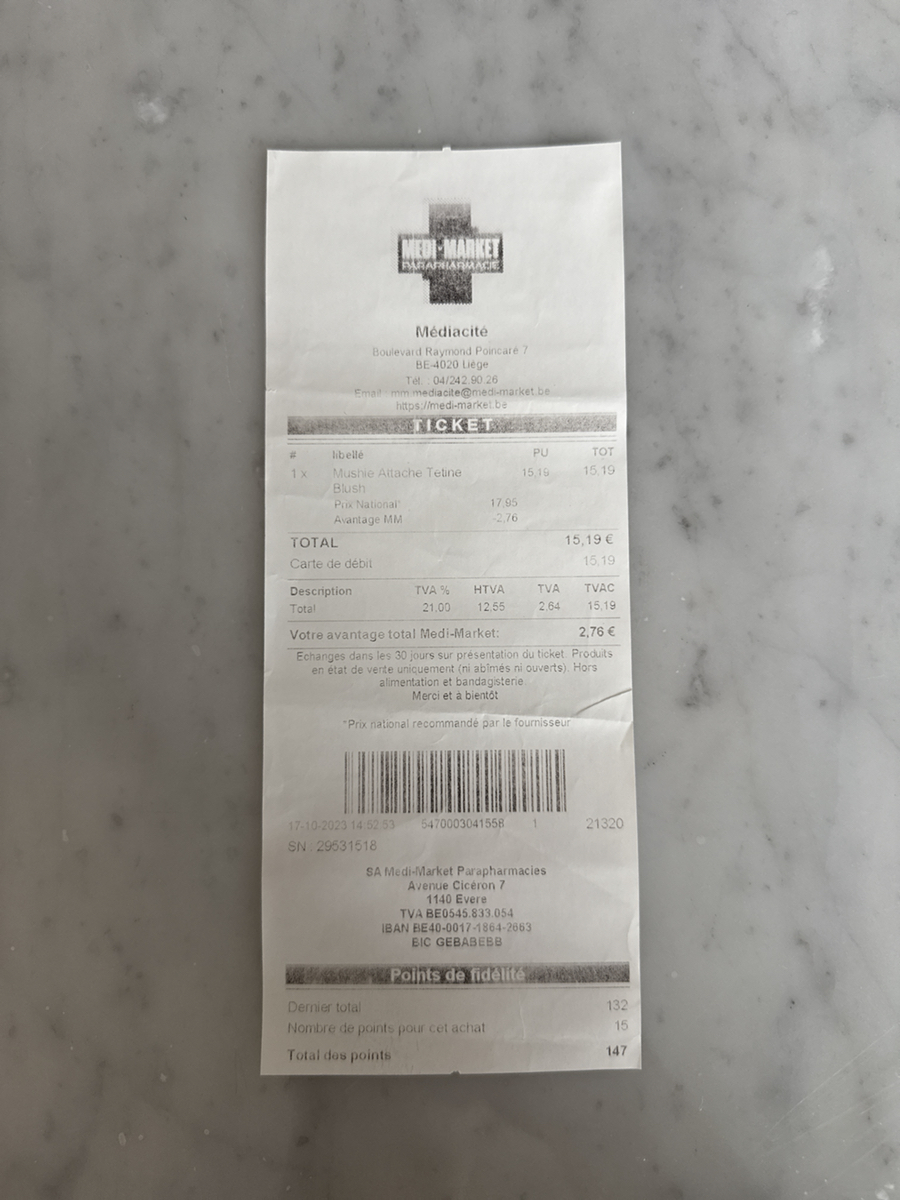 MEDI-MARKET
PARAPHARMACIE
Médiacité
Boulevard Raymond Poincaré 7
BE-4020 Liège
Tél. : 04/242.90.26
Email : mm.mediacite@medi-market.be
https://medi-market.be
TICKET
# libellé PU TOT
1 x Mushie Attache Tetine 15,19 15,19
Blush
Prix National* 17,95
Avantage MM -2,76
TOTAL 15,19 €
Carte de débit 15,19
Description TVA % HTVA TVA TVAC
Total 21,00 12,55 2,64 15,19
Votre avantage total Medi-Market: 2,76 €
Echanges dans les 30 jours sur présentation du ticket. Produits
en état de vente uniquement (ni abîmés ni ouverts). Hors
alimentation et bandagisterie.
Merci et à bientôt
*Prix national recommandé par le fournisseur
17-10-2023 14:52:53 5470003041558 1 21320
SN : 29531518
SA Medi-Market Parapharmacies
Avenue Cicéron 7
1140 Evere
TVA BE0545.833.054
IBAN BE40-0017-1864-2663
BIC GEBABEBB
Points de fidélité
Dernier total 132
Nombre de points pour cet achat 15
Total des points 147